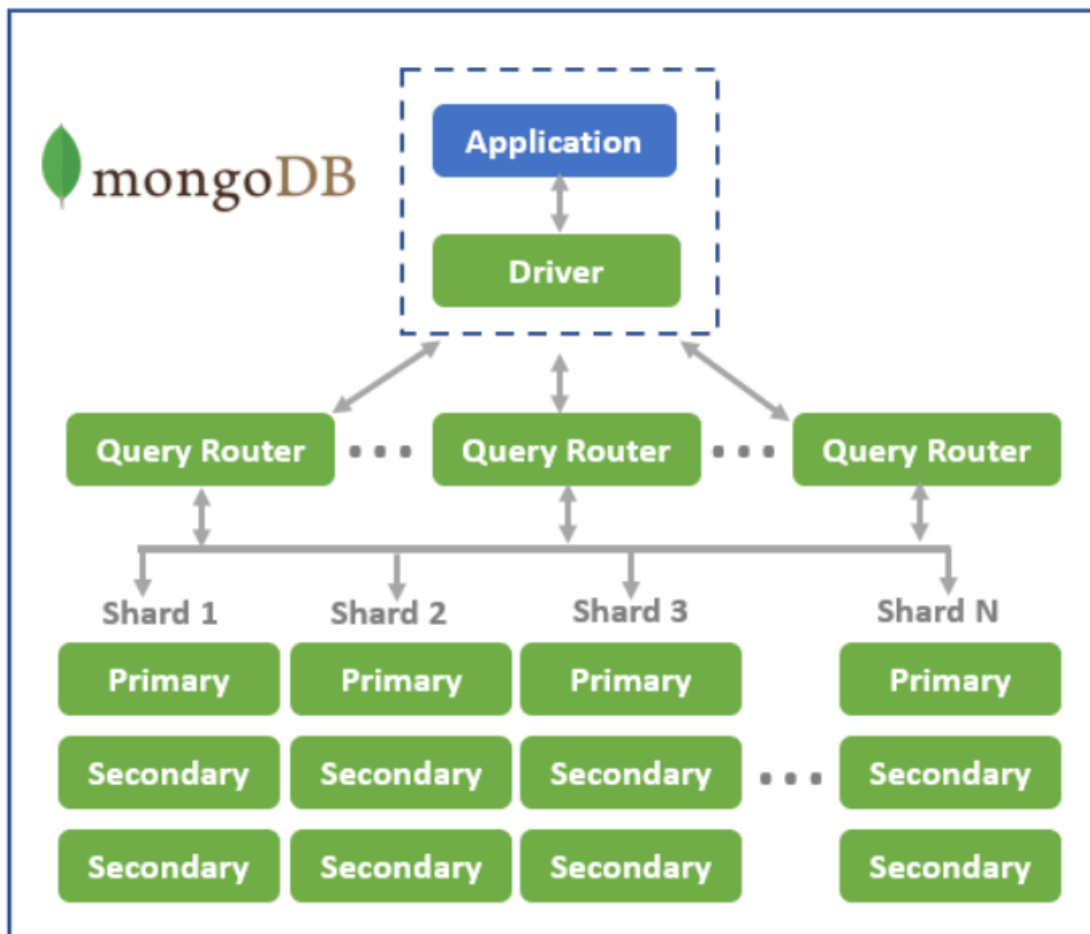 mongoDB
Application
Driver
Query Router ... Query Router ... Query Router
Shard 1 Shard 2 Shard 3 Shard N
Primary Primary Primary Primary
Secondary Secondary Secondary ... Secondary
Secondary Secondary Secondary Secondary